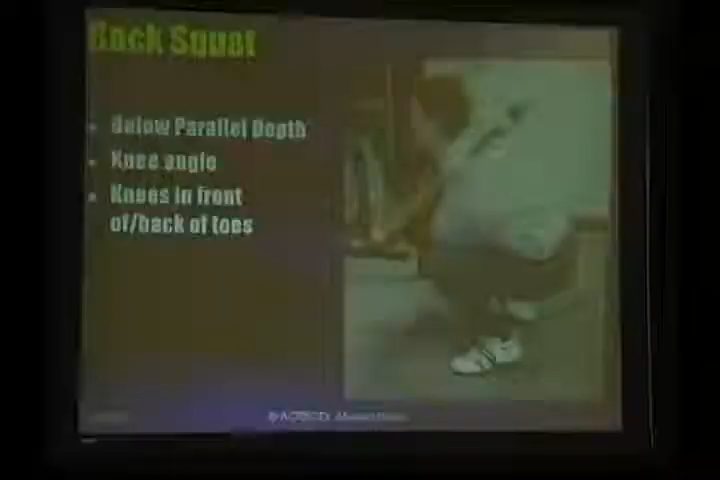 Back Squat
• Below Parallel Depth
• Knee angle
• Knees in front
of/back of toes